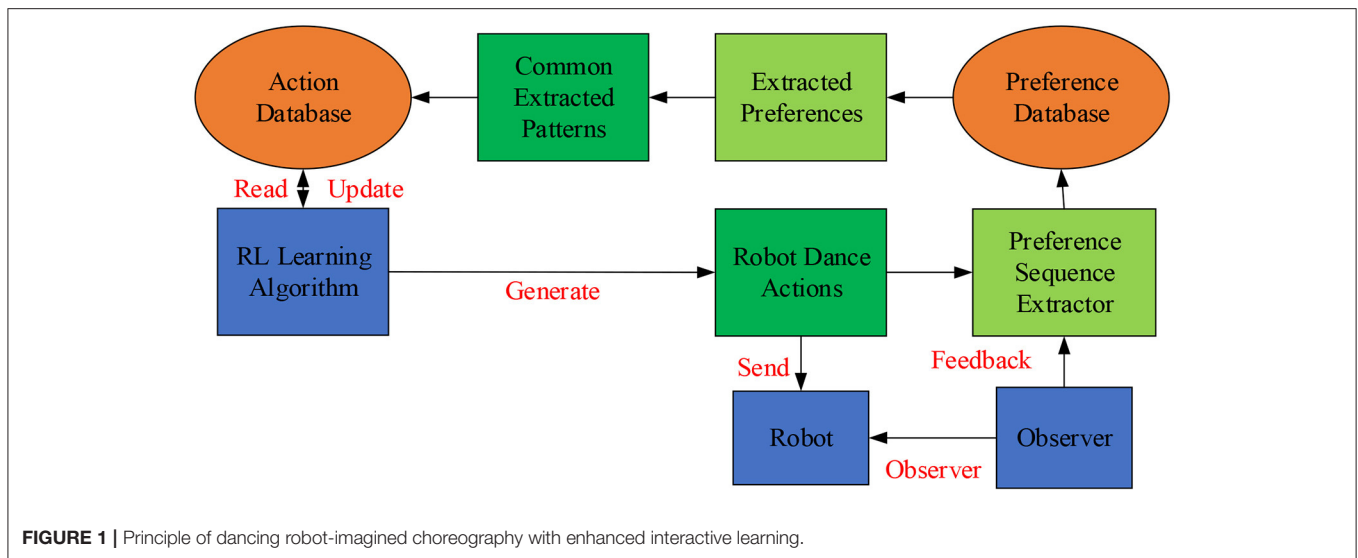 Action
Database
Common
Extracted
Patterns
Extracted
Preferences
Preference
Database
Read Update
RL Learning
Algorithm
Generate
Robot Dance
Actions
Preference
Sequence
Extractor
Send
Feedback
Robot
Observer
Observer
FIGURE 1 | Principle of dancing robot-imagined choreography with enhanced interactive learning.